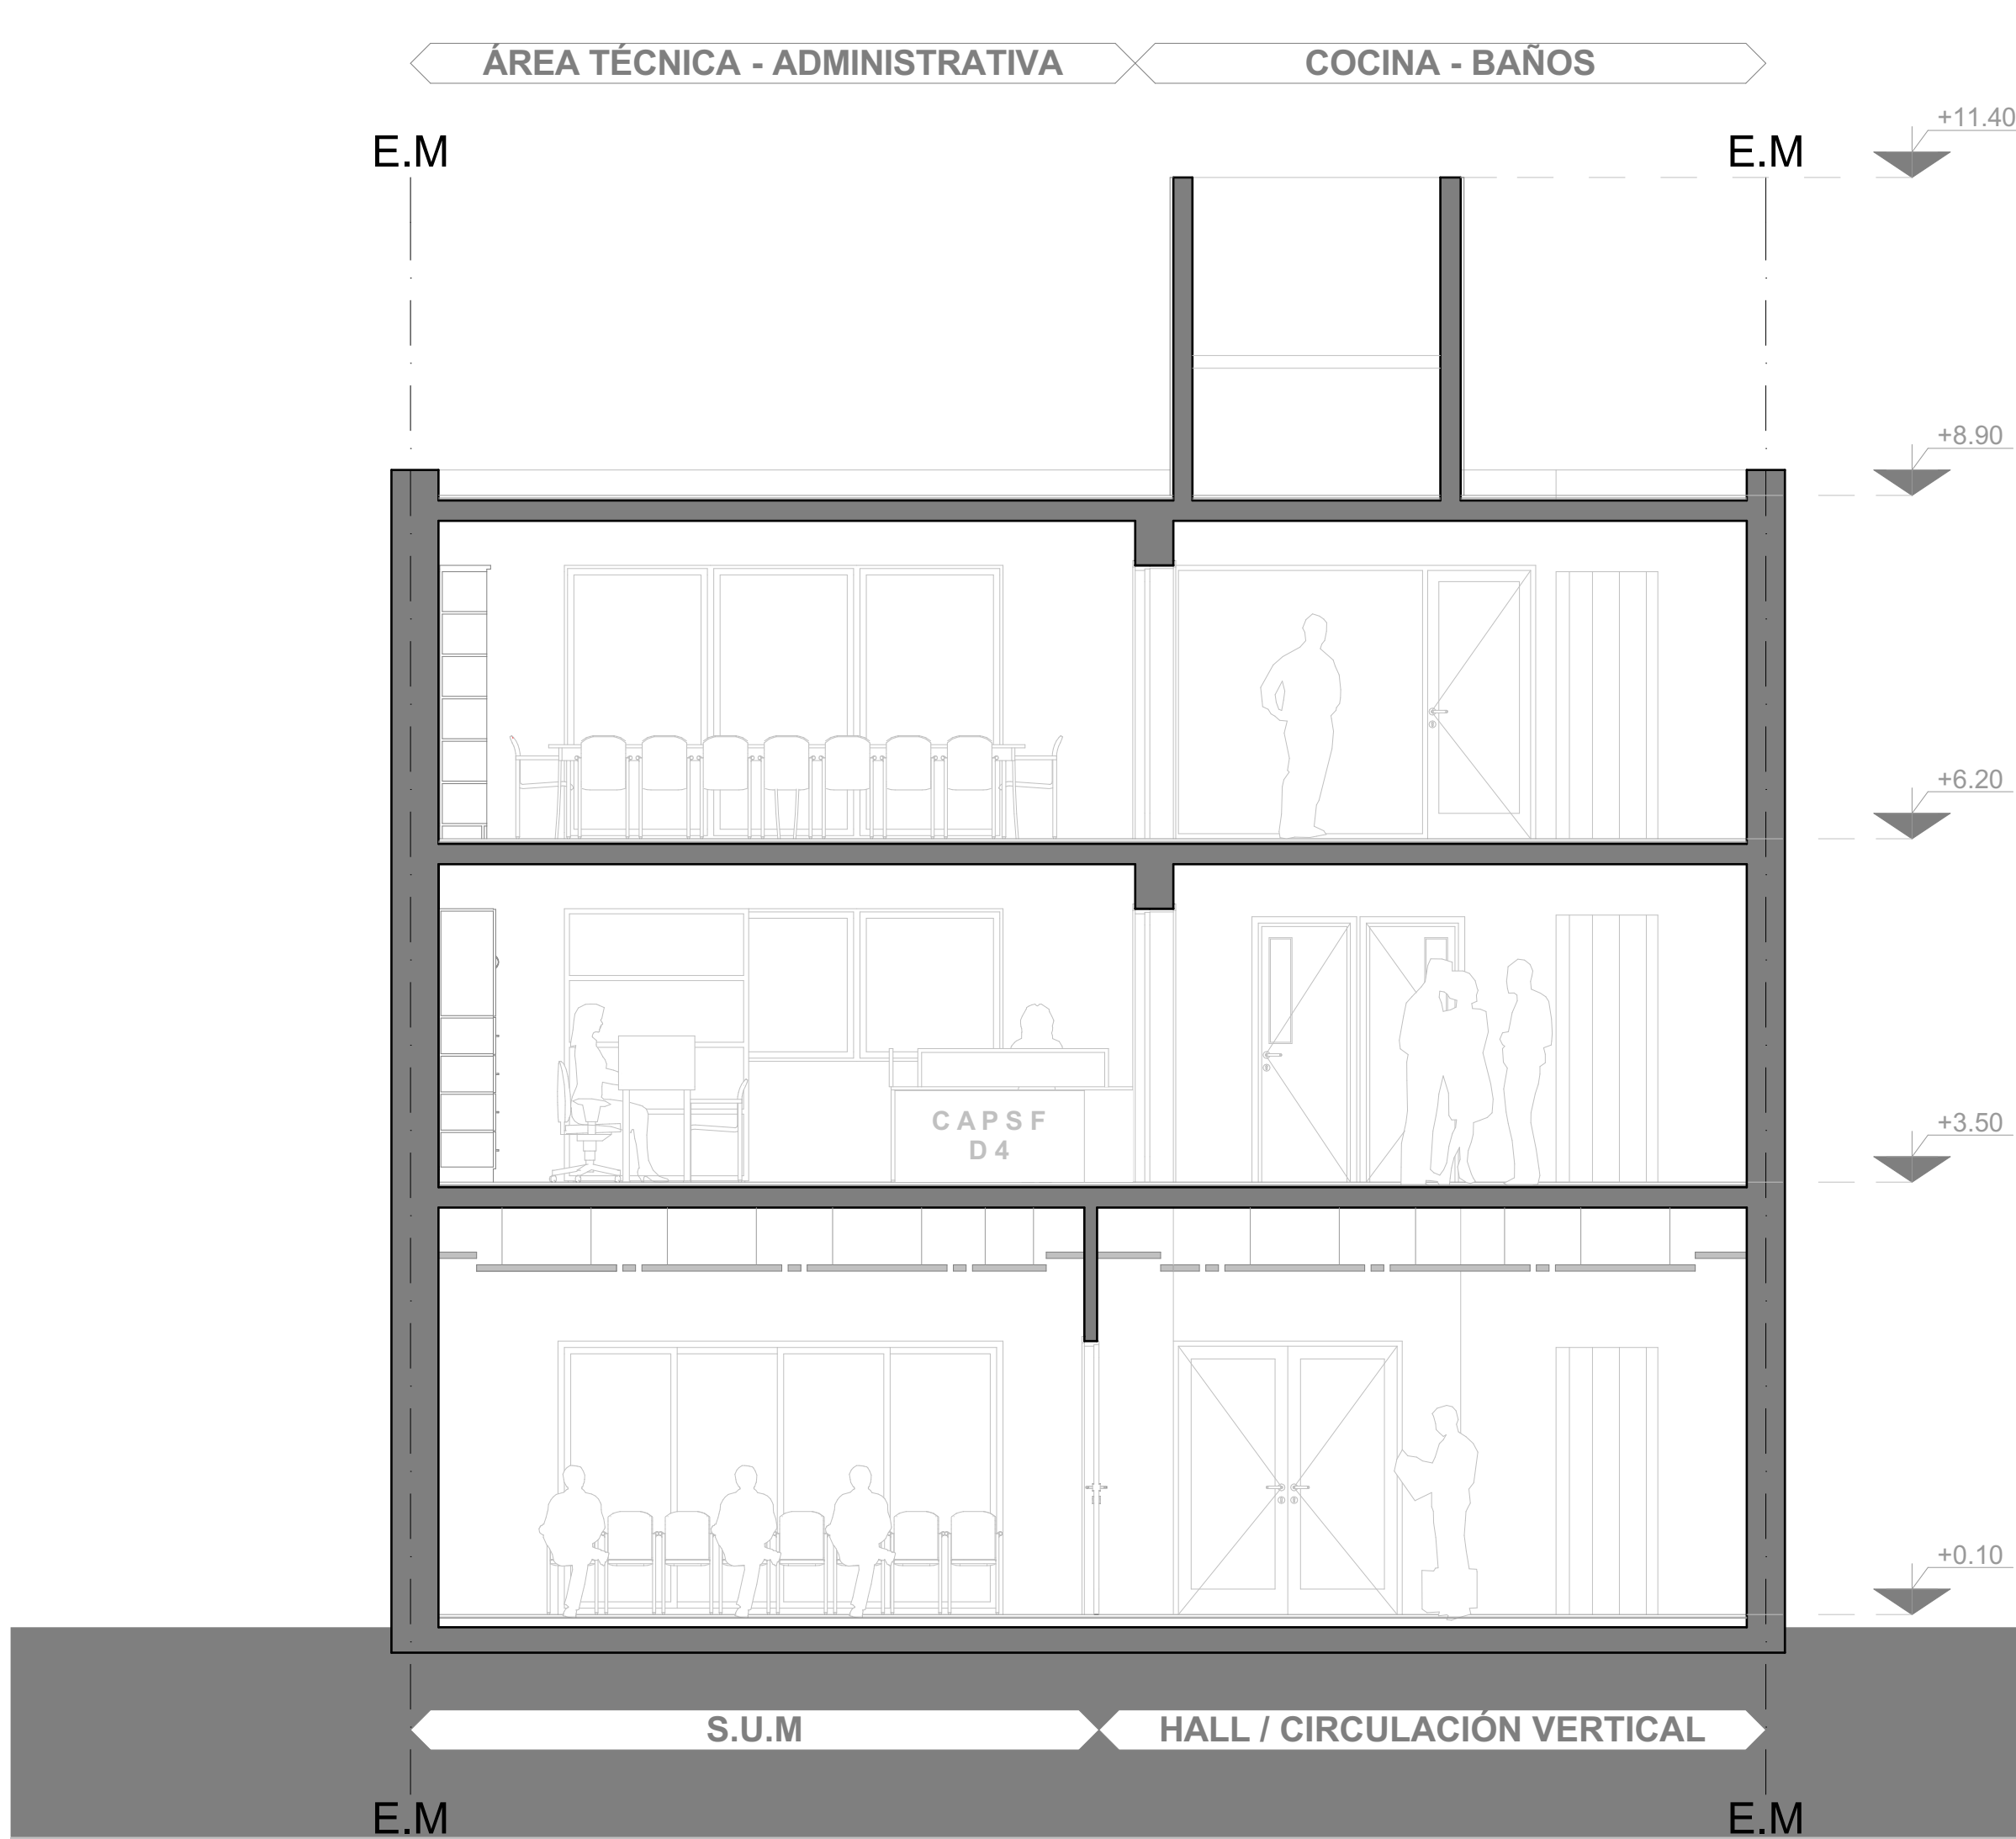 ÁREA TÉCNICA - ADMINISTRATIVA
COCINA - BAÑOS
E.M
E.M
+11.40
+8.90
+6.20
+3.50
CAPSF
D4
+0.10
S.U.M
HALL / CIRCULACIÓN VERTICAL
E.M
E.M